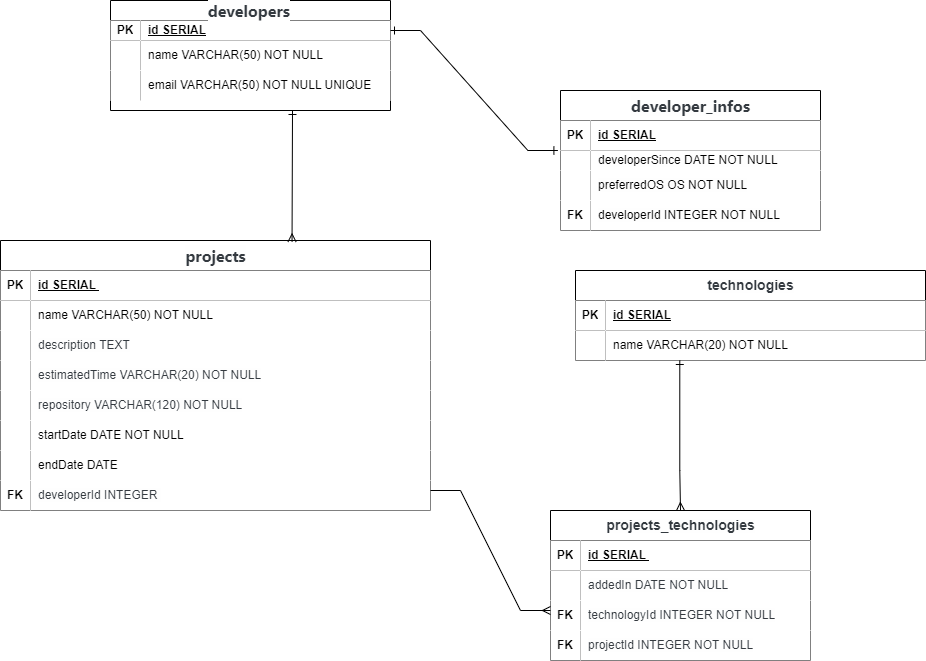 developers
PK id SERIAL
name VARCHAR(50) NOT NULL
email VARCHAR(50) NOT NULL UNIQUE
developer_infos
PK id SERIAL
developerSince DATE NOT NULL
preferredOS OS NOT NULL
FK developerId INTEGER NOT NULL
projects
PK id SERIAL
name VARCHAR(50) NOT NULL
description TEXT
estimatedTime VARCHAR(20) NOT NULL
repository VARCHAR(120) NOT NULL
startDate DATE NOT NULL
endDate DATE
FK developerId INTEGER
technologies
PK id SERIAL
name VARCHAR(20) NOT NULL
projects_technologies
PK id SERIAL
addedIn DATE NOT NULL
FK technologyId INTEGER NOT NULL
FK projectId INTEGER NOT NULL